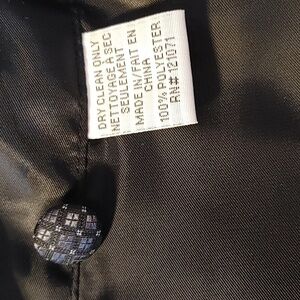 DRY CLEAN ONLY
NETTOYAGE À SEC
SEULEMENT
MADE IN/FAIT EN
CHINA
100% POLYESTER
RN# 121071